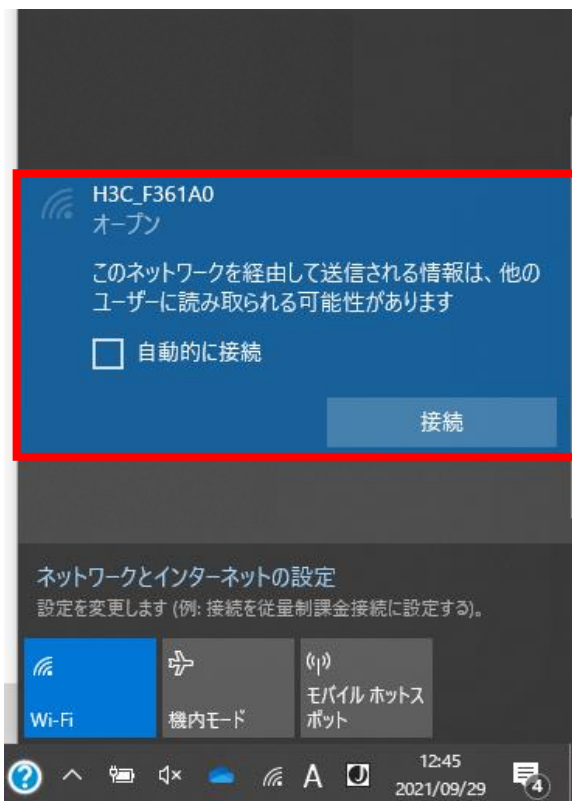 H3C_F361A0
オープン
このネットワークを経由して送信される情報は、他の
ユーザーに読み取られる可能性があります
自動的に接続
接続
ネットワークとインターネットの設定
設定を変更します (例: 接続を従量制課金接続に設定する)。
Wi-Fi
機内モード
モバイル ホットス
ポット
A
J
12:45
2021/09/29
4